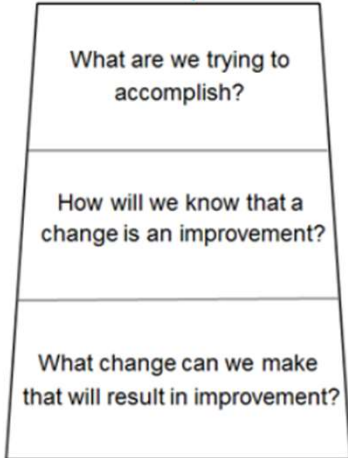 What are we trying to
accomplish?
How will we know that a
change is an improvement?
What change can we make
that will result in improvement?